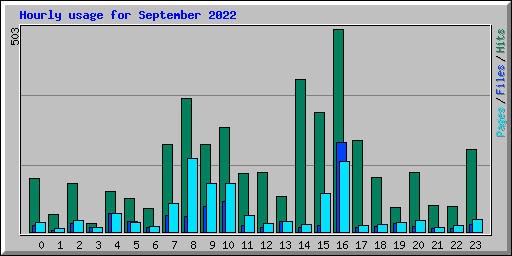 Hourly usage for September 2022
503
Pages / Files / Hits
0 1 2 3 4 5 6 7 8 9 10 11 12 13 14 15 16 17 18 19 20 21 22 23